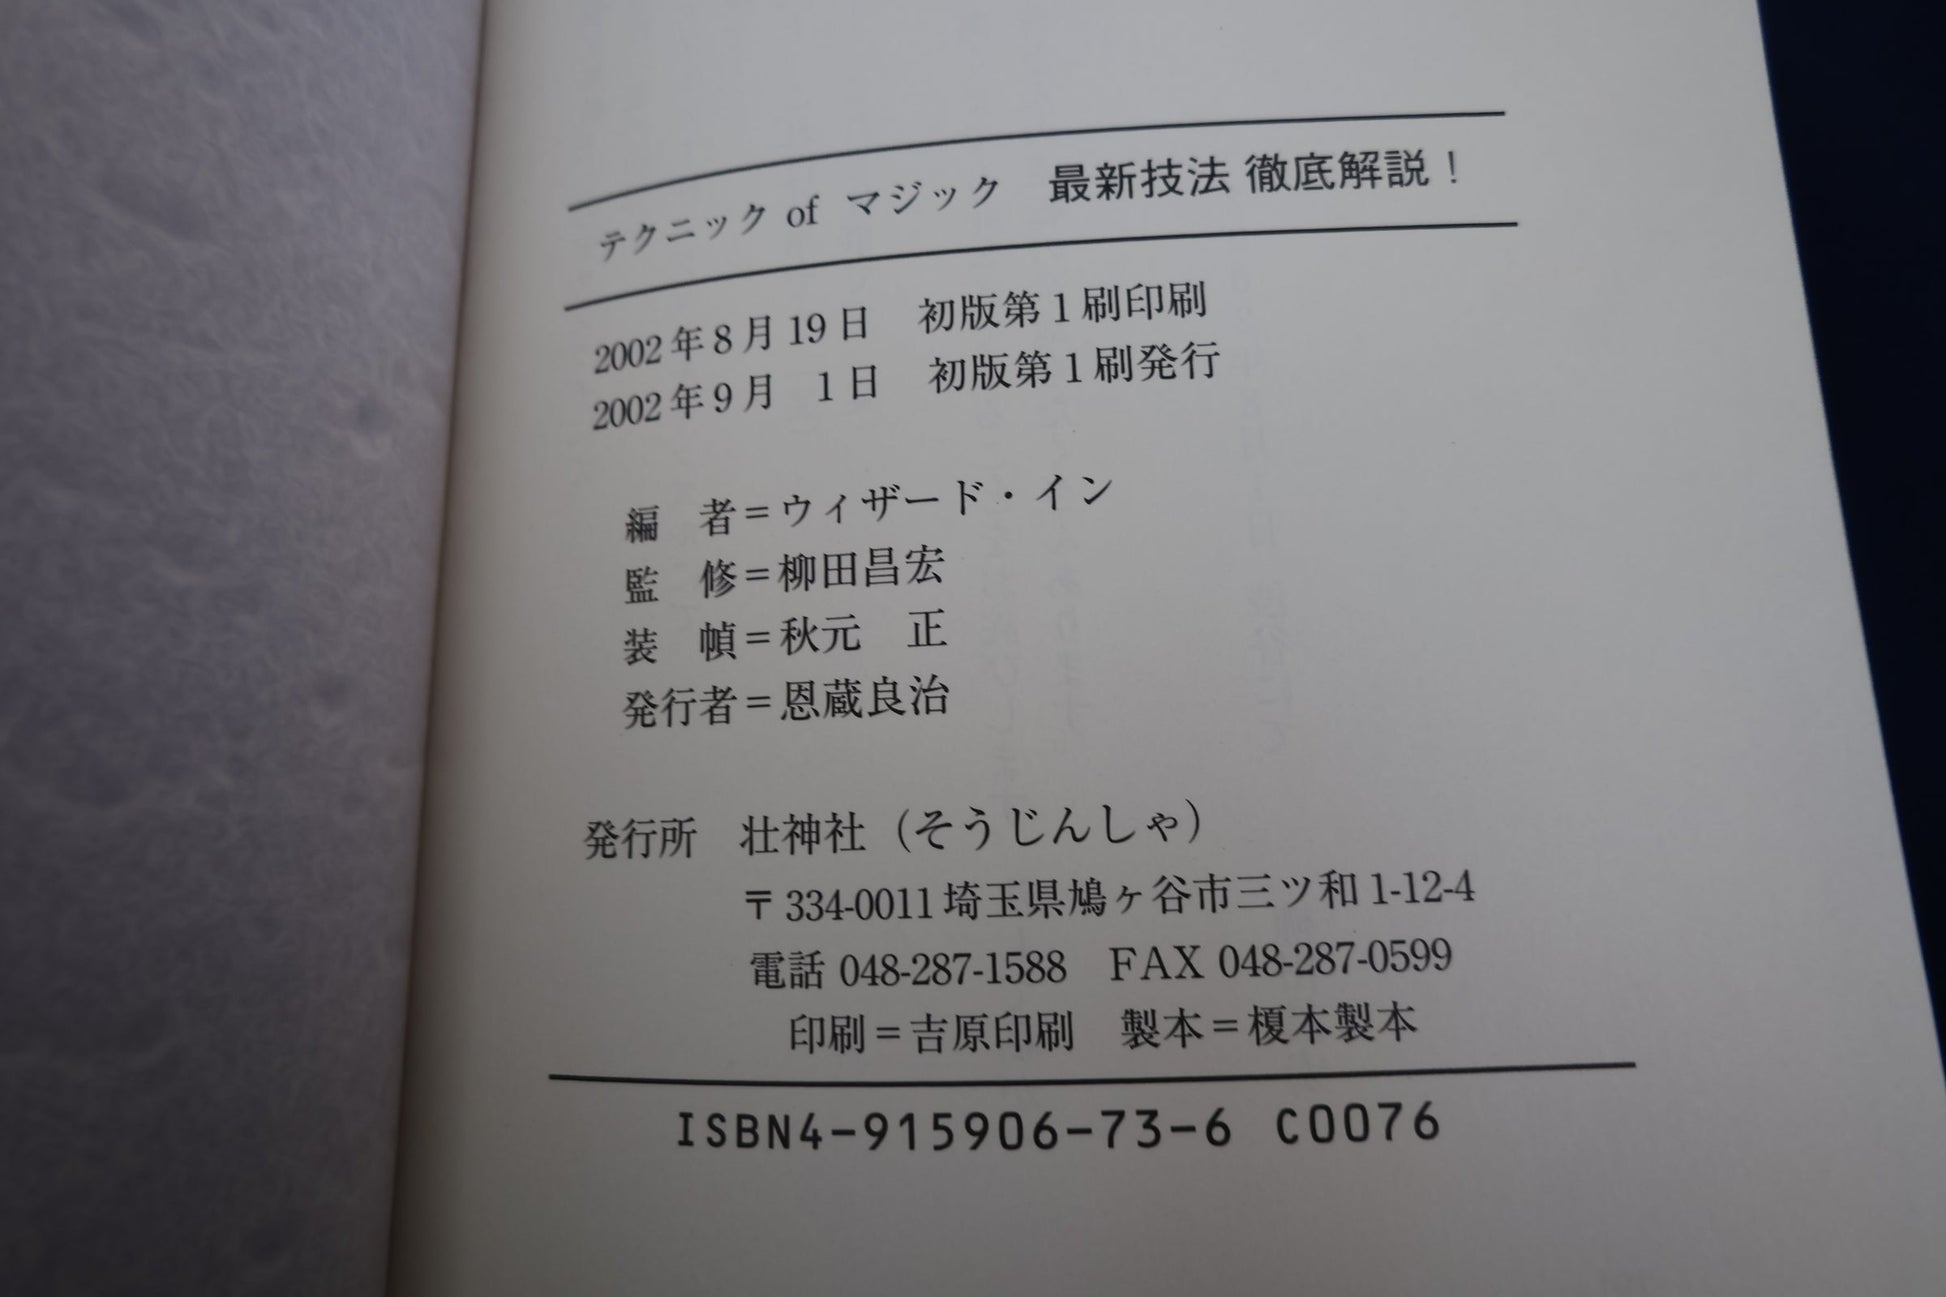 テクニック of マジック　最新技法 徹底解説！
2002年8月19日　初版第1刷印刷
2002年9月　1日　初版第1刷発行
編　者＝ウィザード・イン
監　修＝柳田昌宏
装　幀＝秋元　正
発行者＝恩蔵良治
発行所　壮神社（そうじんしゃ）
〒334-0011埼玉県鳩ヶ谷市三ツ和1-12-4
電話 048-287-1588　FAX 048-287-0599
印刷＝吉原印刷　製本＝榎本製本
ISBN4-915906-73-6 C0076